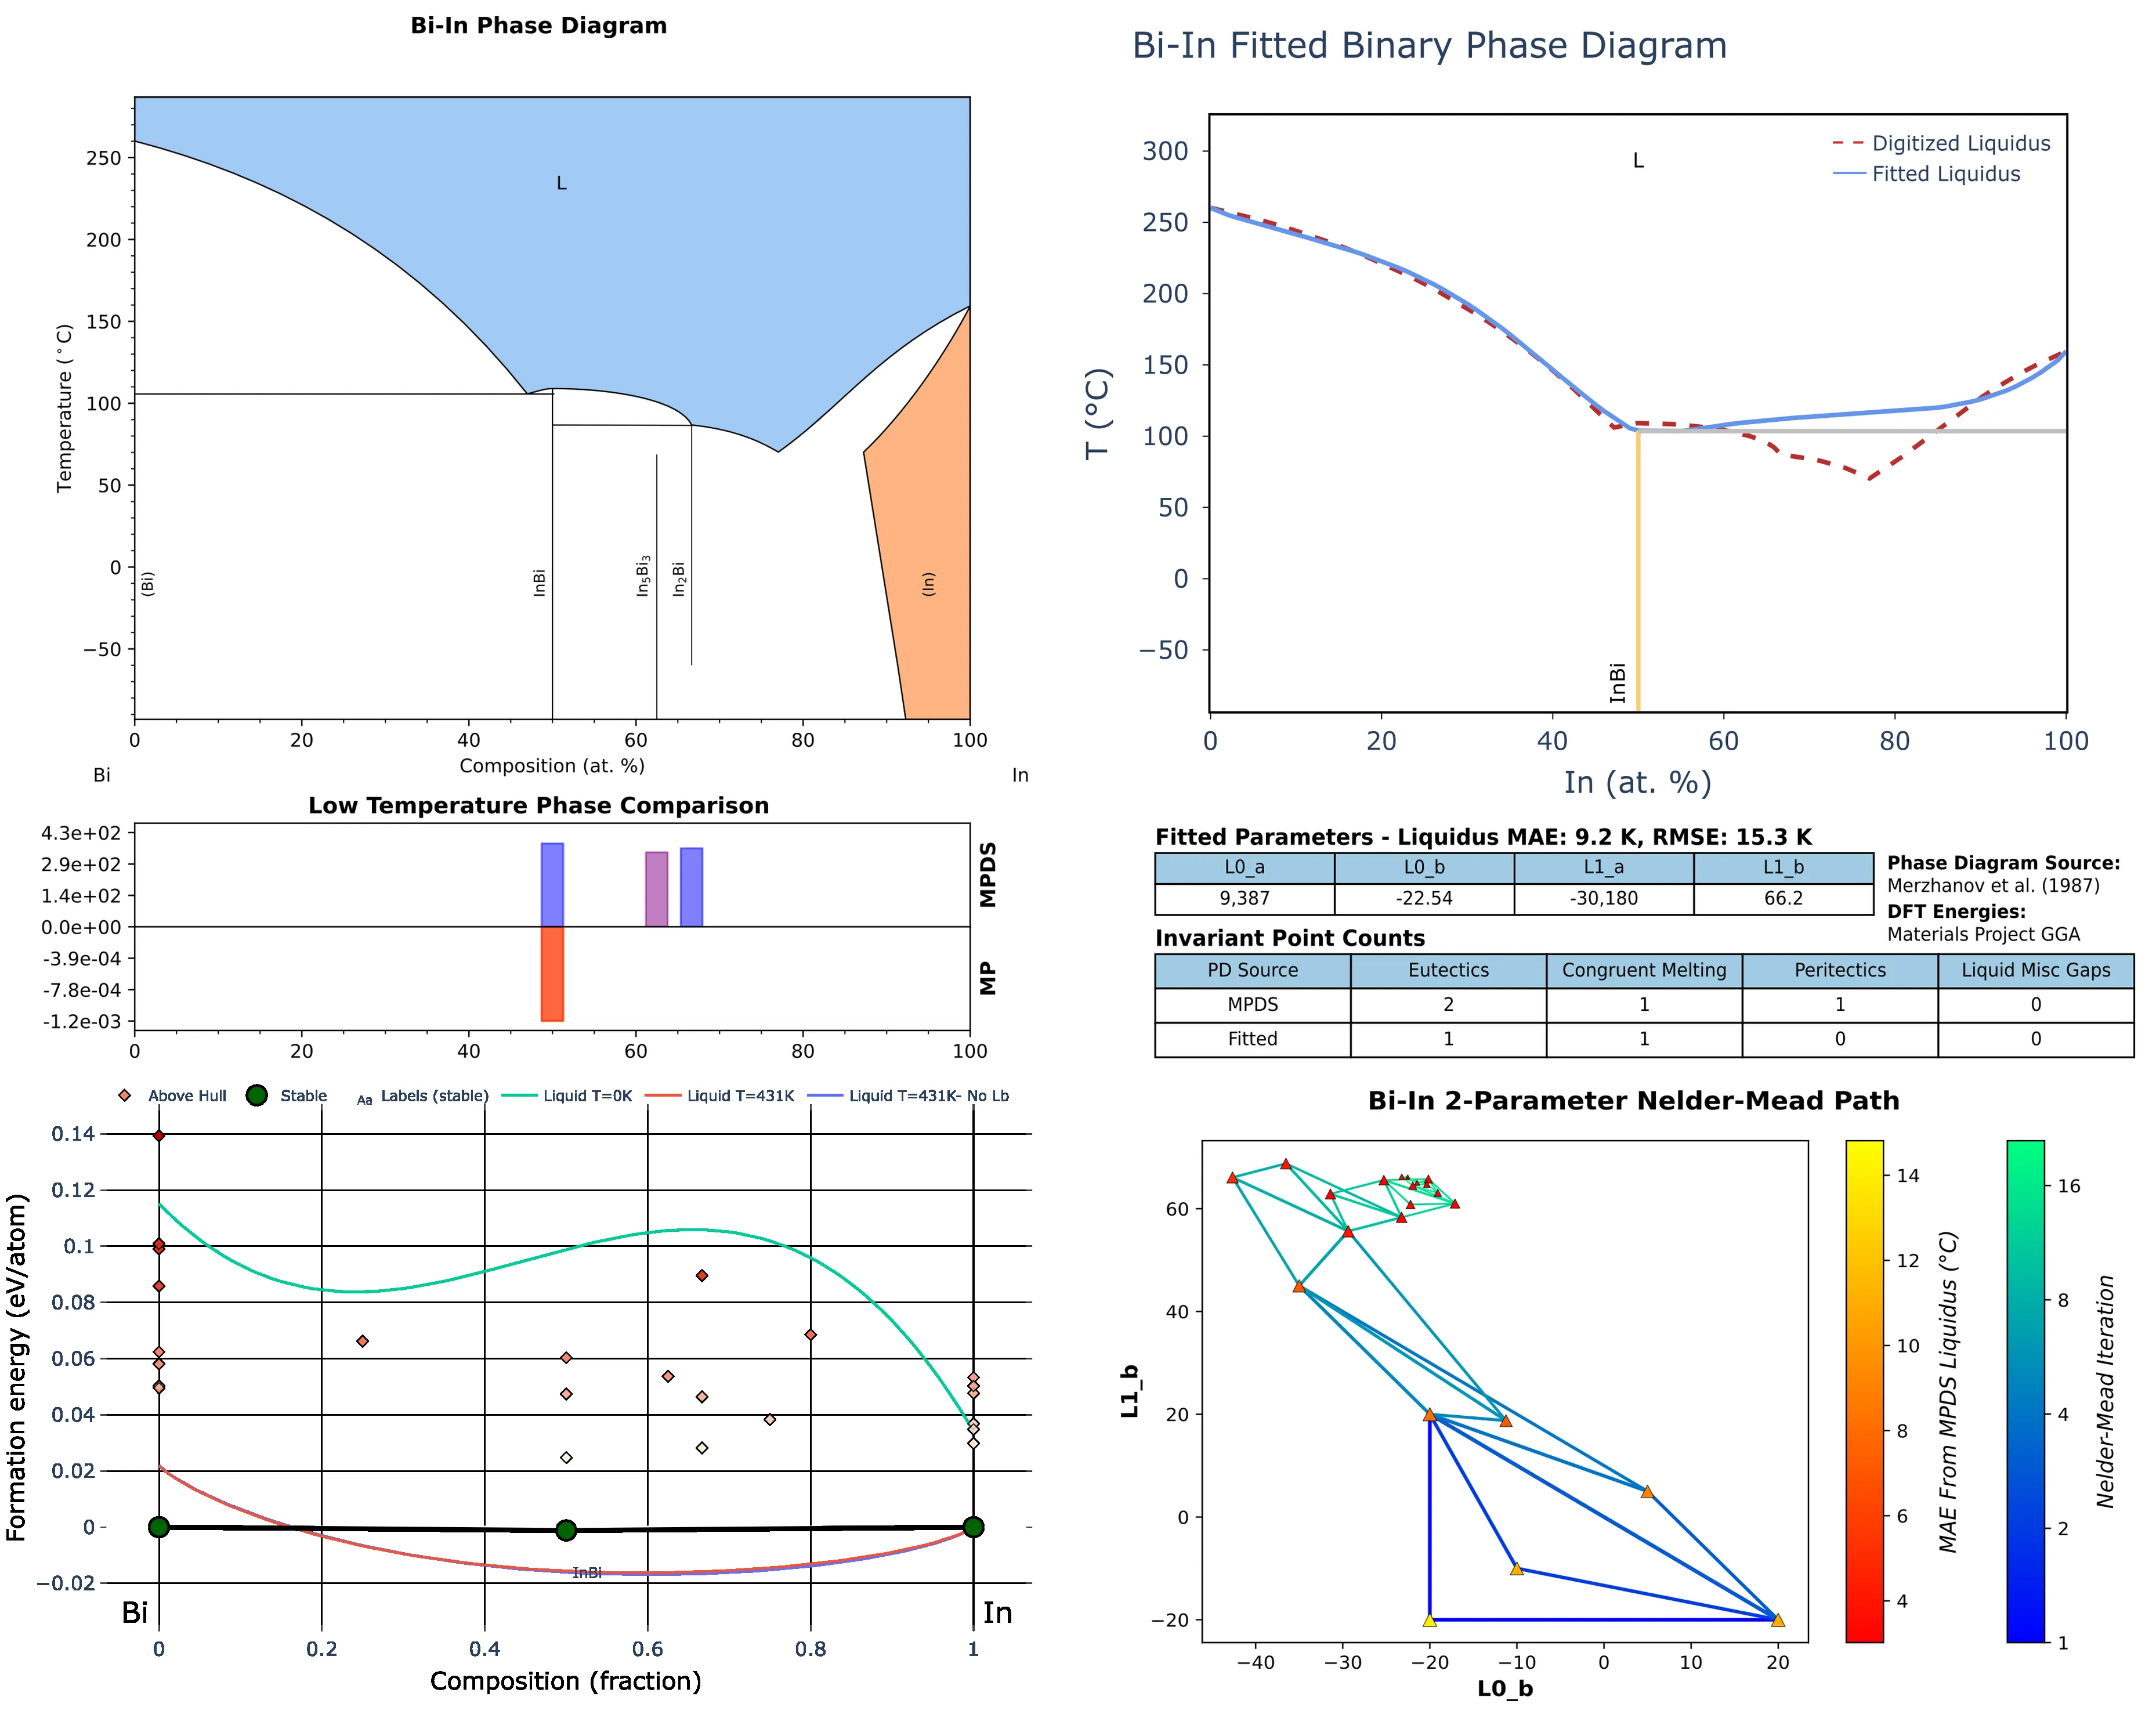 Bi-In Phase Diagram
250
200
150
100
50
0
−50
Temperature (°C)
L
(Bi)
InBi
In5Bi3
In2Bi
(In)
0 20 40 60 80 100
Composition (at. %)
Bi In
Bi-In Fitted Binary Phase Diagram
300
250
200
150
100
50
0
−50
T (°C)
L
Digitized Liquidus
Fitted Liquidus
InBi
0 20 40 60 80 100
In (at. %)
Low Temperature Phase Comparison
4.3e+02
2.9e+02
1.4e+02
0.0e+00
-3.9e-04
-7.8e-04
-1.2e-03
MPDS
MP
0 20 40 60 80 100
Fitted Parameters - Liquidus MAE: 9.2 K, RMSE: 15.3 K
L0_a L0_b L1_a L1_b
9,387 -22.54 -30,180 66.2
Phase Diagram Source:
Merzhanov et al. (1987)
DFT Energies:
Materials Project GGA
Invariant Point Counts
PD Source Eutectics Congruent Melting Peritectics Liquid Misc Gaps
MPDS 2 1 1 0
Fitted 1 1 0 0
Above Hull Stable Aa Labels (stable) Liquid T=0K Liquid T=431K Liquid T=431K- No Lb
0.14
0.12
0.1
0.08
0.06
0.04
0.02
0
−0.02
Formation energy (eV/atom)
InBi
Bi In
0 0.2 0.4 0.6 0.8 1
Composition (fraction)
Bi-In 2-Parameter Nelder-Mead Path
60
40
20
0
−20
L1_b
−40 −30 −20 −10 0 10 20
L0_b
14
12
10
8
6
4
MAE From MPDS Liquidus (°C)
16
8
4
2
1
Nelder-Mead Iteration